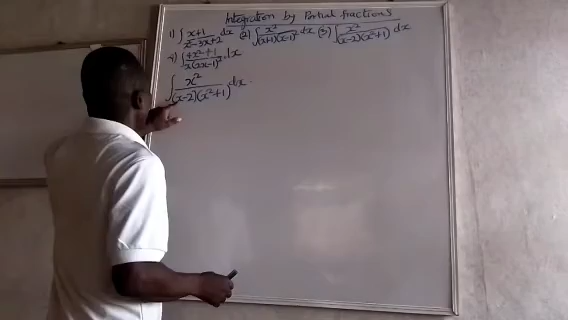 Integration by Partial fractions
1) ∫ x+1/x²-3x+2 dx (2) ∫ x²/(x+1)(x-1)² dx (3) ∫ x²/(x-2)(x²+1) dx
4) ∫ 4x²+1/x(2x-1)² dx
∫ x²/(x-2)(x²+1) dx